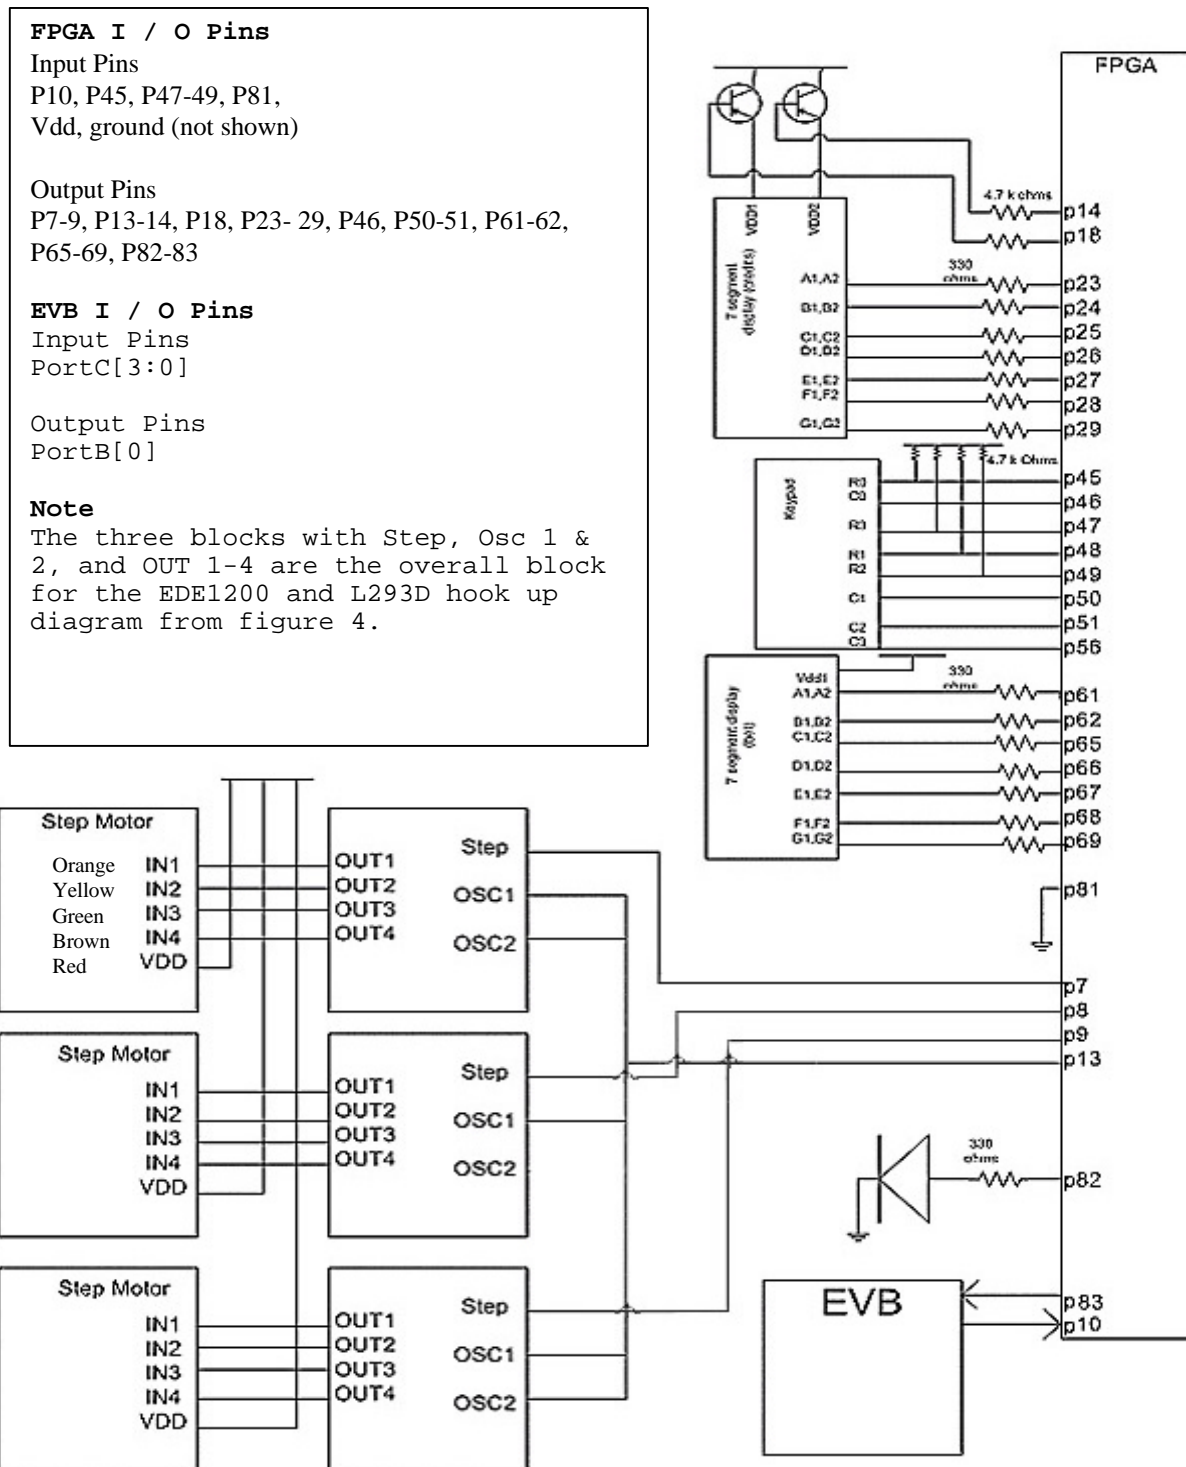 FPGA I / O Pins
Input Pins
P10, P45, P47-49, P81,
Vdd, ground (not shown)
Output Pins
P7-9, P13-14, P18, P23- 29, P46, P50-51, P61-62,
P65-69, P82-83
EVB I / O Pins
Input Pins
PortC[3:0]
Output Pins
PortB[0]
Note
The three blocks with Step, Osc 1 &
2, and OUT 1-4 are the overall block
for the EDE1200 and L293D hook up
diagram from figure 4.
FPGA
4.7 k ohms
p14
p18
VDD1
VDD2
7 segment
display (credits)
330
ohms
A1,A2
p23
B1,B2
p24
C1,C2
p25
D1,D2
p26
E1,E2
p27
F1,F2
p28
G1,G2
p29
4.7 k Ohms
Keypad
p45
C0
p46
R3
p47
R1
p48
R2
p49
C1
p50
C2
p51
C3
p56
7 segment display
Vdd1
330
ohms
A1,A2
p61
B1,B2
p62
C1,C2
p65
D1,D2
p66
E1,E2
p67
F1,F2
p68
G1,G2
p69
p81
p7
p8
p9
p13
330
ohms
p82
EVB
p83
p10
Step Motor
Orange IN1
Yellow IN2
Green IN3
Brown IN4
Red VDD
OUT1
OUT2
OUT3
OUT4
Step
OSC1
OSC2
Step Motor
IN1
IN2
IN3
IN4
VDD
OUT1
OUT2
OUT3
OUT4
Step
OSC1
OSC2
Step Motor
IN1
IN2
IN3
IN4
VDD
OUT1
OUT2
OUT3
OUT4
Step
OSC1
OSC2